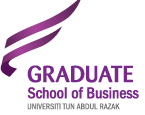 GRADUATE
School of Business
UNIVERSITI TUN ABDUL RAZAK